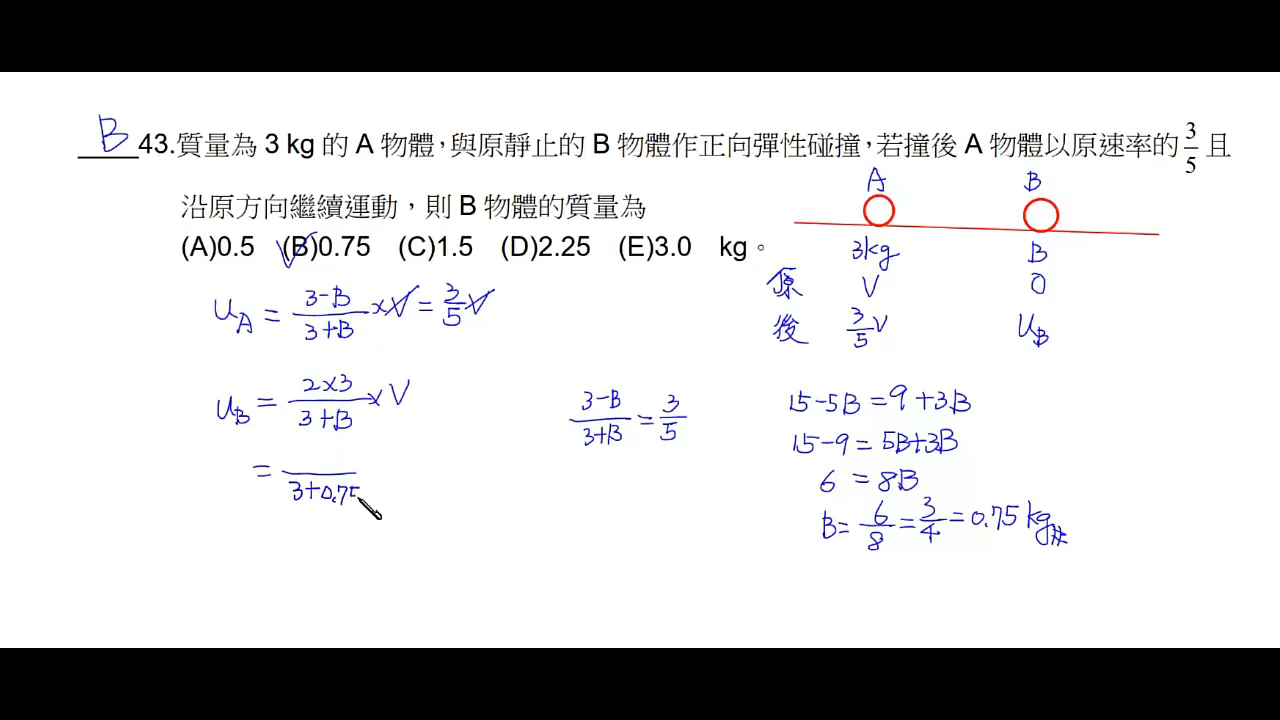 B 43.質量為 3 kg 的 A 物體,與原靜止的 B 物體作正向彈性碰撞,若撞後 A 物體以原速率的 3/5 且
沿原方向繼續運動,則 B 物體的質量為
(A)0.5 (B)0.75 (C)1.5 (D)2.25 (E)3.0 kg。
A B
3kg B
原 V 0
後 3/5 V U_B
U_A = (3-B)/(3+B) × V = 3/5 V
U_B = (2×3)/(3+B) × V
= /(3+0.75
(3-B)/(3+B) = 3/5
15-5B = 9+3B
15-9 = 5B+3B
6 = 8B
B = 6/8 = 3/4 = 0.75 kg #